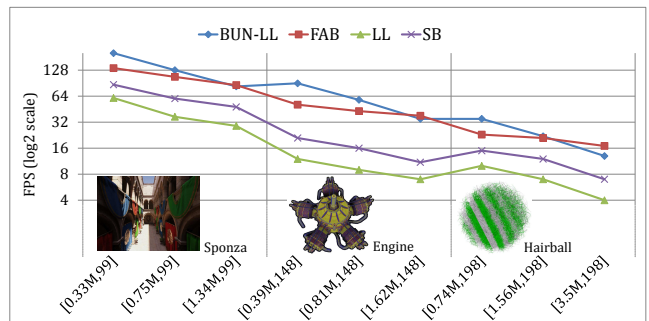 BUN-LL FAB LL SB
FPS (log2 scale)
128
64
32
16
8
4
Sponza
Engine
Hairball
[0.33M,99]
[0.75M,99]
[1.34M,99]
[0.39M,148]
[0.81M,148]
[1.62M,148]
[0.74M,198]
[1.56M,198]
[3.5M,198]